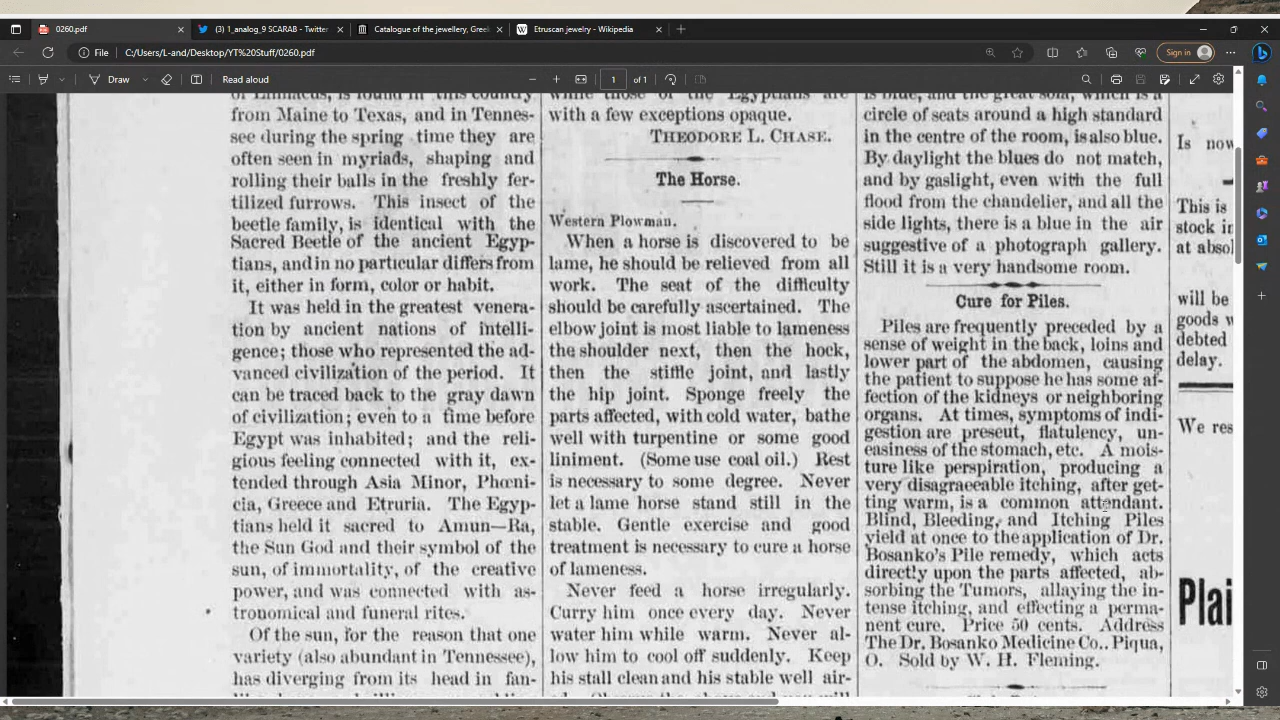 0260.pdf
(3) 1_analog_9 SCARAB - Twitter
Catalogue of the jewellery, Greek
Etruscan jewelry - Wikipedia
File
C:/Users/L-and/Desktop/YT%20Stuff/0260.pdf
Sign in
Draw
Read aloud
1
of 1
from Maine to Texas, and in Tennes-
see during the spring time they are
often seen in myriads, shaping and
rolling their balls in the freshly fer-
tilized furrows. This insect of the
beetle family, is identical with the
Sacred Beetle of the ancient Egyp-
tians, and in no particular differs from
it, either in form, color or habit.
It was held in the greatest venera-
tion by ancient nations of intelli-
gence; those who represented the ad-
vanced civilization of the period. It
can be traced back to the gray dawn
of civilization; even to a time before
Egypt was inhabited; and the reli-
gious feeling connected with it, ex-
tended through Asia Minor, Phœni-
cia, Greece and Etruria. The Egyp-
tians held it sacred to Amun—Ra,
the Sun God and their symbol of the
sun, of immortality, of the creative
power, and was connected with as-
tronomical and funeral rites.
Of the sun, for the reason that one
variety (also abundant in Tennessee),
has diverging from its head in fan-
while those of the Egyptians are
with a few exceptions opaque.
THEODORE L. CHASE.
The Horse.
Western Plowman.
When a horse is discovered to be
lame, he should be relieved from all
work. The seat of the difficulty
should be carefully ascertained. The
elbow joint is most liable to lameness
the shoulder next, then the hock,
then the stiffle joint, and lastly
the hip joint. Sponge freely the
parts affected, with cold water, bathe
well with turpentine or some good
liniment. (Some use coal oil.) Rest
is necessary to some degree. Never
let a lame horse stand still in the
stable. Gentle exercise and good
treatment is necessary to cure a horse
of lameness.
Never feed a horse irregularly.
Curry him once every day. Never
water him while warm. Never al-
low him to cool off suddenly. Keep
his stall clean and his stable well air-
is blue, and the great sofa, which is a
circle of seats around a high standard
in the centre of the room, is also blue.
By daylight the blues do not match,
and by gaslight, even with the full
flood from the chandelier, and all the
side lights, there is a blue in the air
suggestive of a photograph gallery.
Still it is a very handsome room.
Cure for Piles.
Piles are frequently preceded by a
sense of weight in the back, loins and
lower part of the abdomen, causing
the patient to suppose he has some af-
fection of the kidneys or neighboring
organs. At times, symptoms of indi-
gestion are present, flatulency, un-
easiness of the stomach, etc. A mois-
ture like perspiration, producing a
very disagreeable itching, after get-
ting warm, is a common attendant.
Blind, Bleeding, and Itching Piles
yield at once to the application of Dr.
Bosanko's Pile remedy, which acts
directly upon the parts affected, ab-
sorbing the Tumors, allaying the in-
tense itching, and effecting a perma-
nent cure. Price 50 cents. Address
The Dr. Bosanko Medicine Co., Piqua,
O. Sold by W. H. Fleming.
Is now
This is
stock in
at absol
will be
goods w
debted
delay.
We res
Plai